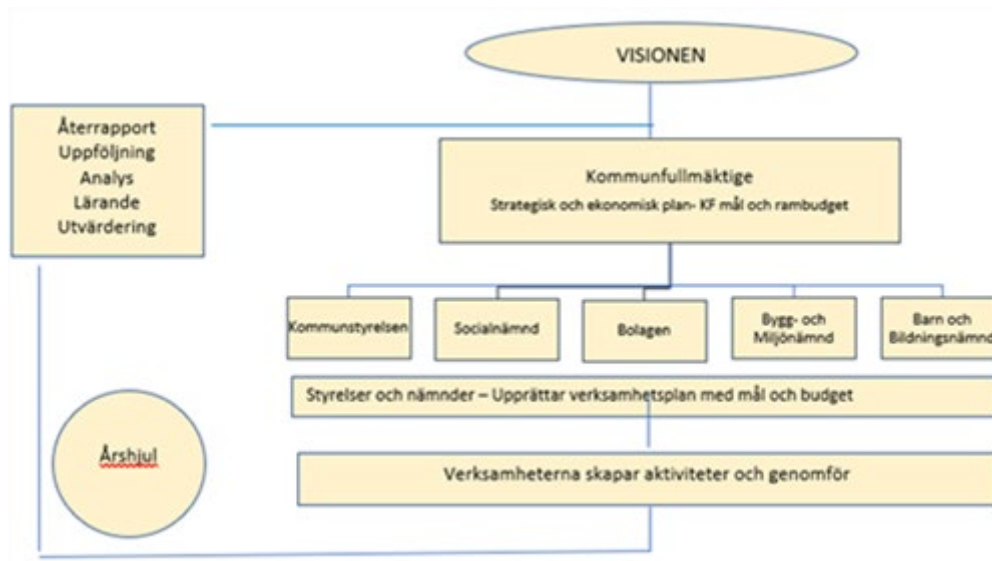 VISIONEN
Återrapport
Uppföljning
Analys
Lärande
Utvärdering
Kommunfullmäktige
Strategisk och ekonomisk plan- KF mål och rambudget
Kommunstyrelsen
Socialnämnd
Bolagen
Bygg- och
Miljönämnd
Barn och
Bildningsnämnd
Styrelser och nämnder – Upprättar verksamhetsplan med mål och budget
Årshjul
Verksamheterna skapar aktiviteter och genomför